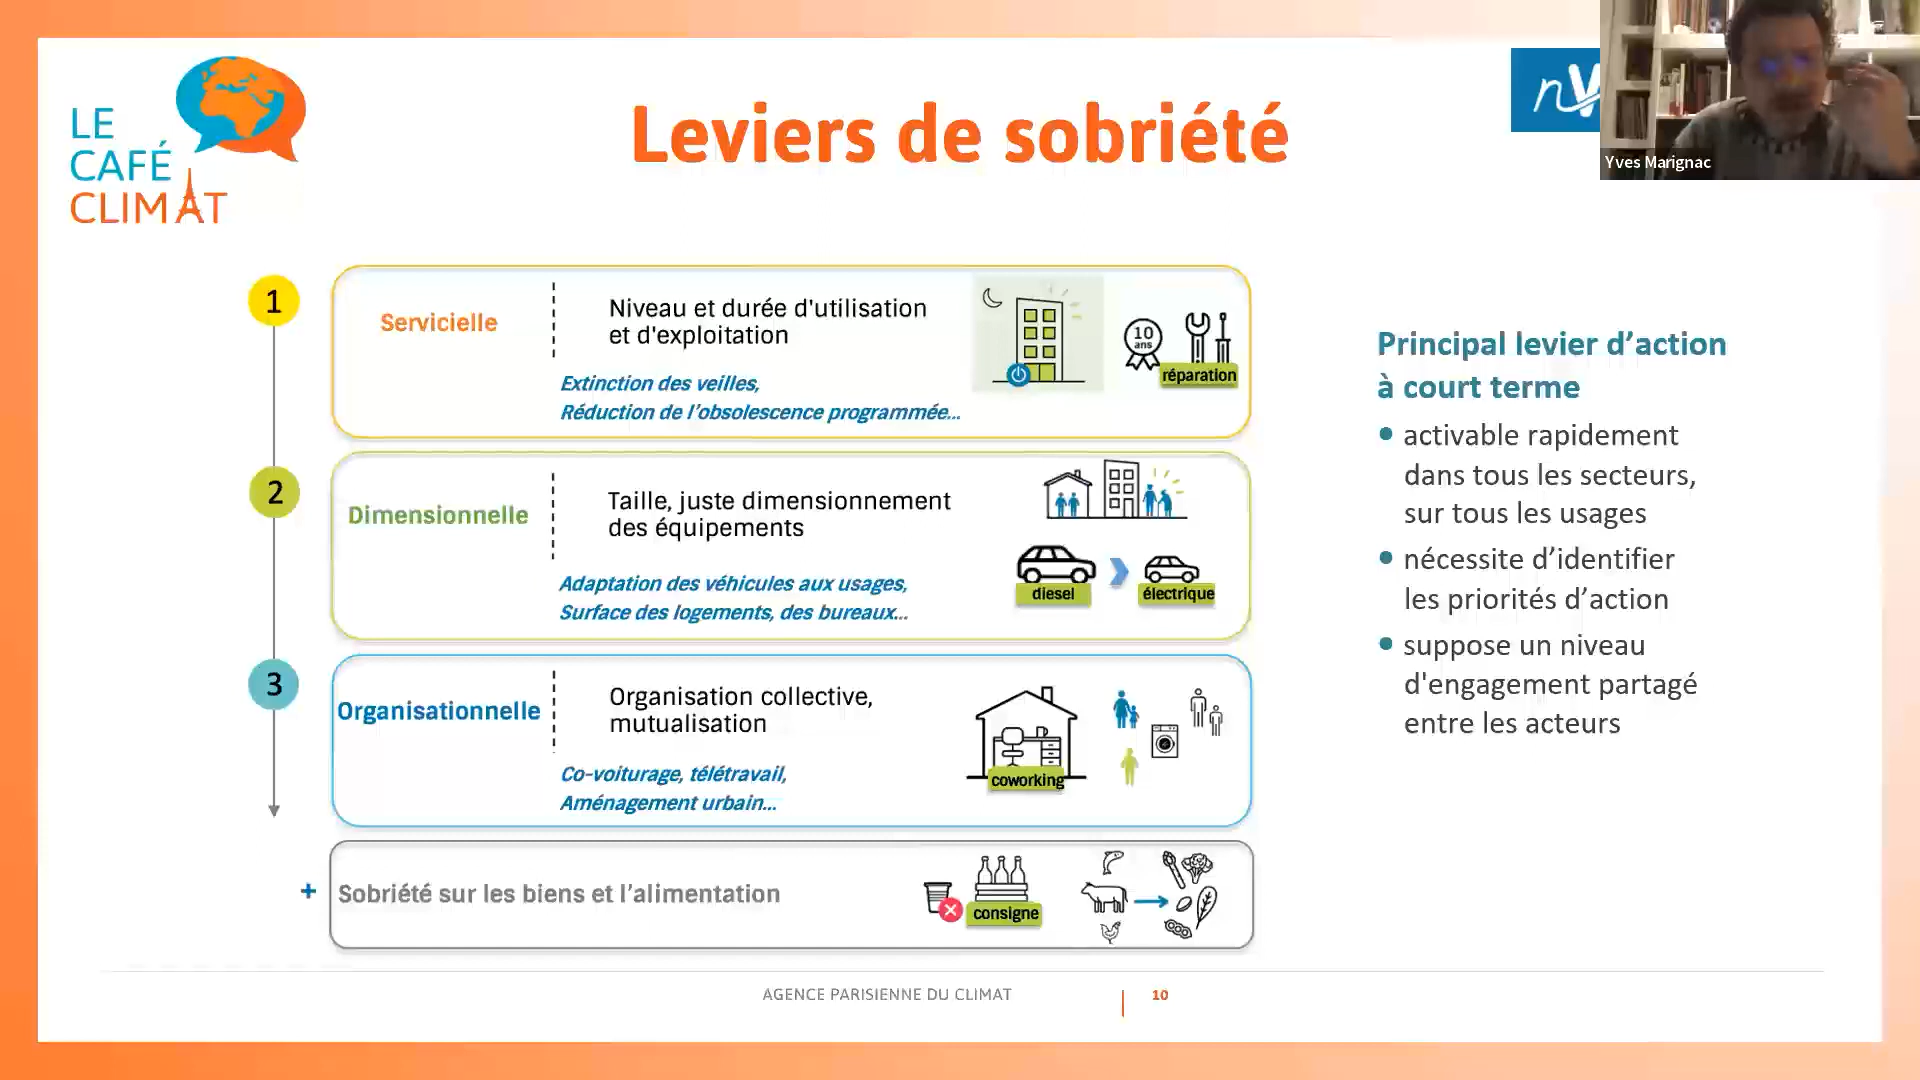 LE
CAFÉ
CLIMAT
Leviers de sobriété
Yves Marignac
1
Servicielle
Niveau et durée d'utilisation
et d'exploitation
Extinction des veilles,
Réduction de l'obsolescence programmée...
10
ans
réparation
2
Dimensionnelle
Taille, juste dimensionnement
des équipements
Adaptation des véhicules aux usages,
Surface des logements, des bureaux...
diesel
électrique
3
Organisationnelle
Organisation collective,
mutualisation
Co-voiturage, télétravail,
Aménagement urbain...
coworking
+
Sobriété sur les biens et l'alimentation
consigne
Principal levier d’action
à court terme
• activable rapidement
dans tous les secteurs,
sur tous les usages
• nécessite d’identifier
les priorités d’action
• suppose un niveau
d'engagement partagé
entre les acteurs
AGENCE PARISIENNE DU CLIMAT
10